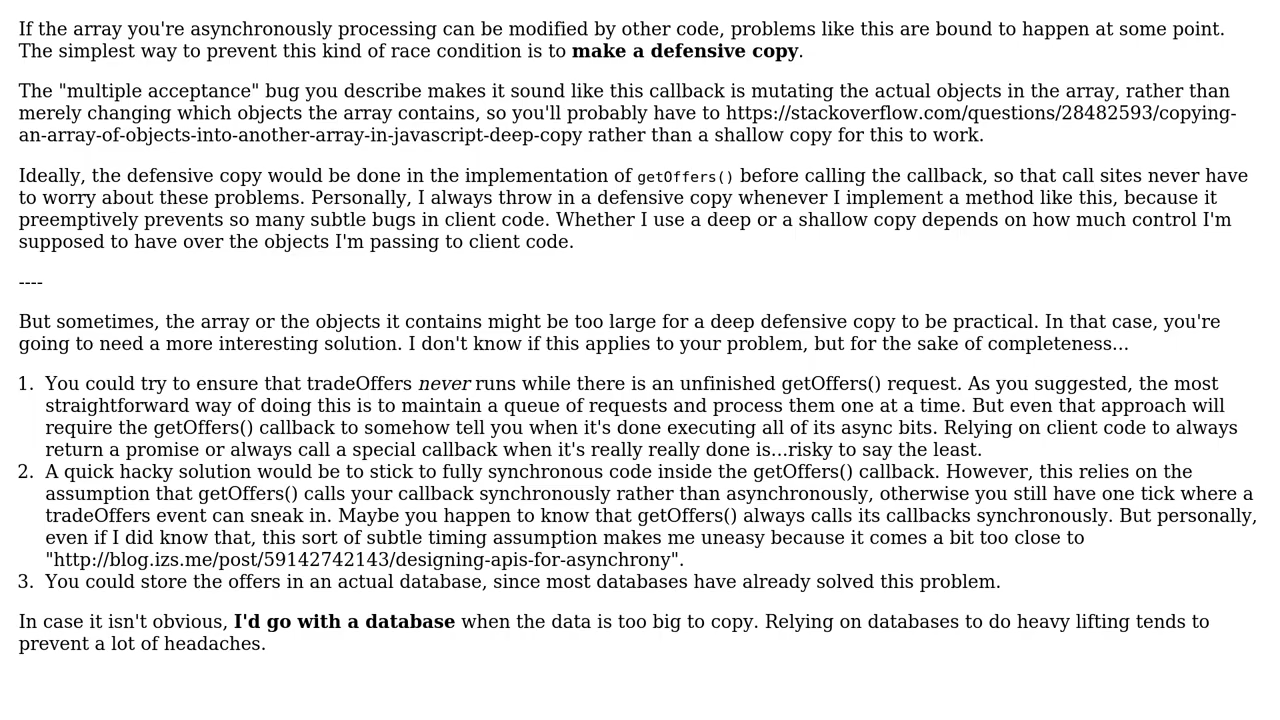 If the array you're asynchronously processing can be modified by other code, problems like this are bound to happen at some point.
The simplest way to prevent this kind of race condition is to make a defensive copy.
The "multiple acceptance" bug you describe makes it sound like this callback is mutating the actual objects in the array, rather than
merely changing which objects the array contains, so you'll probably have to https://stackoverflow.com/questions/28482593/copying-
an-array-of-objects-into-another-array-in-javascript-deep-copy rather than a shallow copy for this to work.
Ideally, the defensive copy would be done in the implementation of getOffers() before calling the callback, so that call sites never have
to worry about these problems. Personally, I always throw in a defensive copy whenever I implement a method like this, because it
preemptively prevents so many subtle bugs in client code. Whether I use a deep or a shallow copy depends on how much control I'm
supposed to have over the objects I'm passing to client code.
----
But sometimes, the array or the objects it contains might be too large for a deep defensive copy to be practical. In that case, you're
going to need a more interesting solution. I don't know if this applies to your problem, but for the sake of completeness...
1. You could try to ensure that tradeOffers never runs while there is an unfinished getOffers() request. As you suggested, the most
straightforward way of doing this is to maintain a queue of requests and process them one at a time. But even that approach will
require the getOffers() callback to somehow tell you when it's done executing all of its async bits. Relying on client code to always
return a promise or always call a special callback when it's really really done is...risky to say the least.
2. A quick hacky solution would be to stick to fully synchronous code inside the getOffers() callback. However, this relies on the
assumption that getOffers() calls your callback synchronously rather than asynchronously, otherwise you still have one tick where a
tradeOffers event can sneak in. Maybe you happen to know that getOffers() always calls its callbacks synchronously. But personally,
even if I did know that, this sort of subtle timing assumption makes me uneasy because it comes a bit too close to
"http://blog.izs.me/post/59142742143/designing-apis-for-asynchrony".
3. You could store the offers in an actual database, since most databases have already solved this problem.
In case it isn't obvious, I'd go with a database when the data is too big to copy. Relying on databases to do heavy lifting tends to
prevent a lot of headaches.